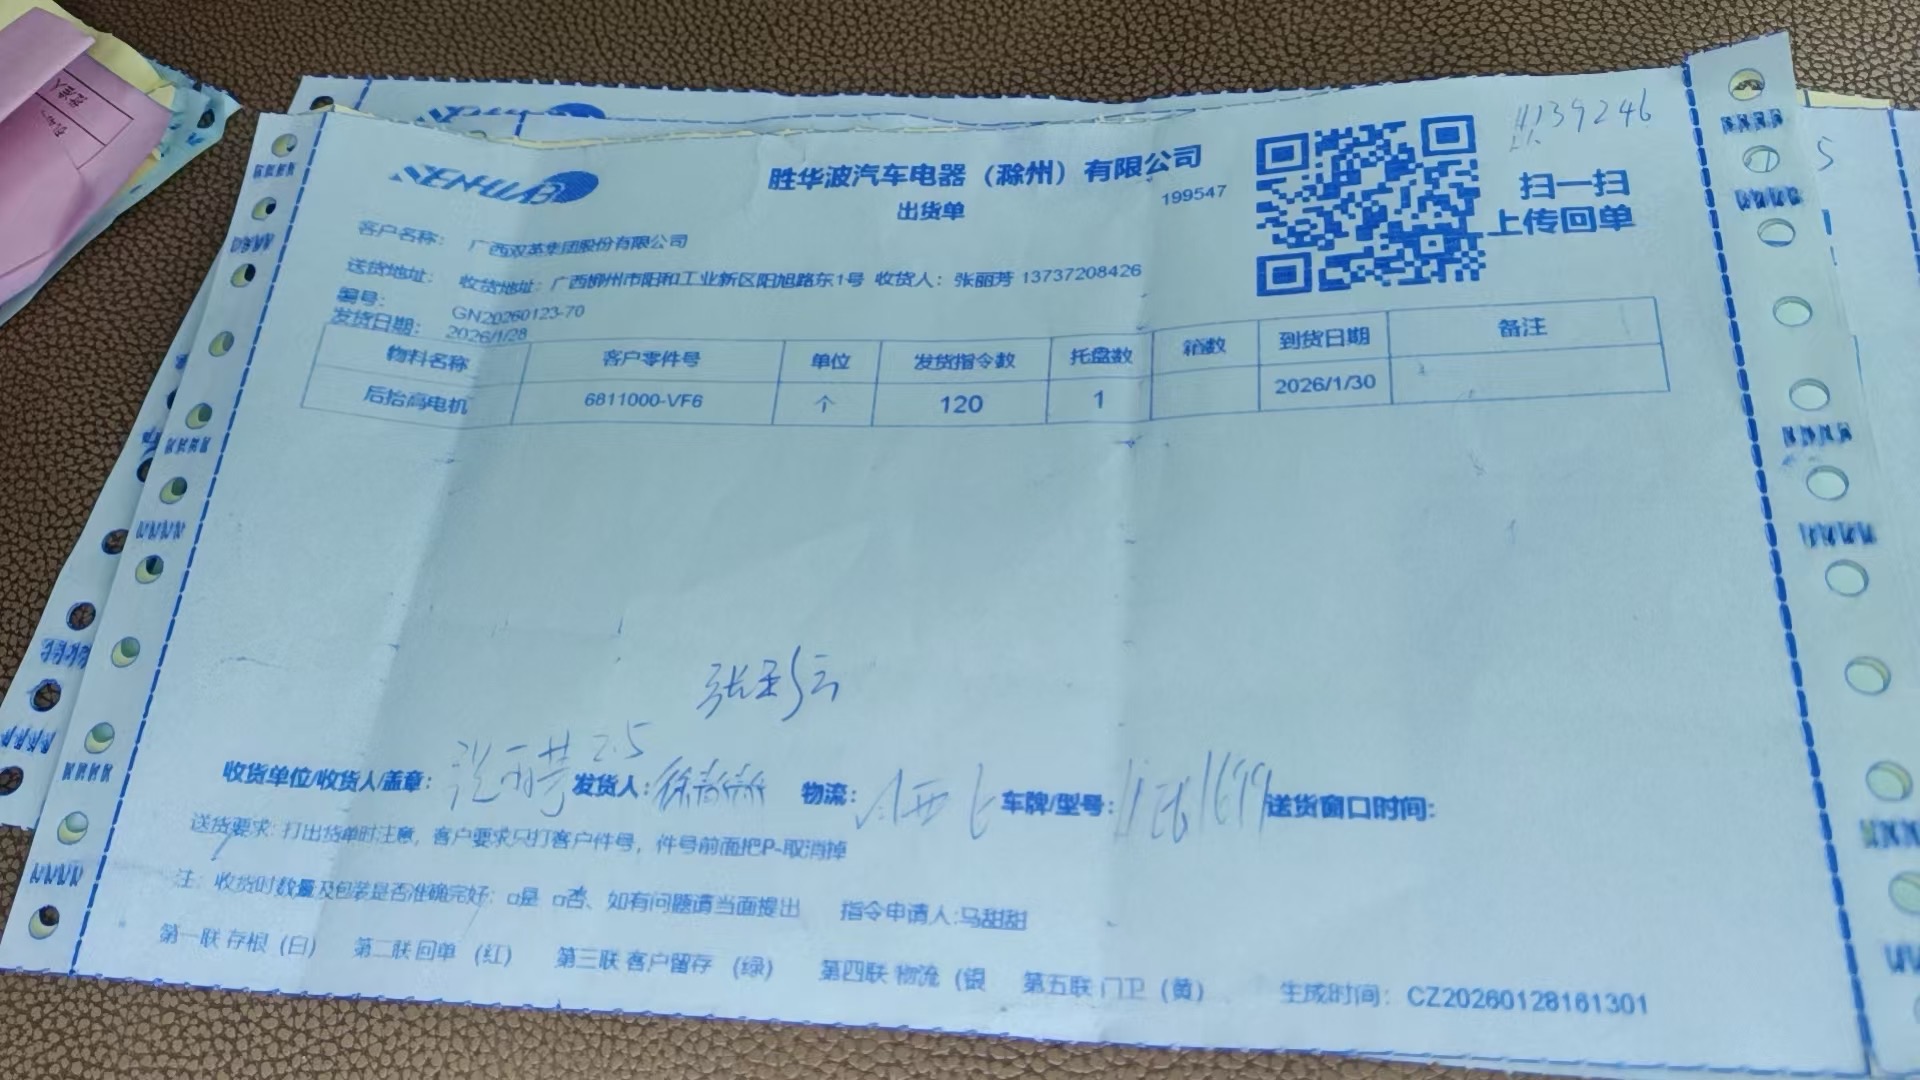 胜华波汽车电器（滁州）有限公司
199547
出货单
4139246
扫一扫
上传回单
客户名称： 广西双英集团股份有限公司
送货地址： 收货地址：广西柳州市阳和工业新区阳旭路东1号 收货人：张丽芳 13737208426
编号： GN20260123-70
发货日期： 2026/1/28
物料名称 客户零件号 单位 发货指令数 托盘数 箱数 到货日期 备注
后抬高电机 6811000-VF6 个 120 1 2026/1/30
收货单位/收货人/盖章： 张丽芳 2.5 发货人：徐静静 物流： 车牌/型号： 送货窗口时间：
送货要求: 打出货单时注意，客户要求只打客户件号，件号前面把P-取消掉
注：收货时数量及包装是否准确完好：□是 □否、如有问题请当面提出 指令申请人:马甜甜
第一联 存根（白） 第二联 回单 （红） 第三联 客户留存 （绿） 第四联 物流（银 第五联 门卫（黄） 生成时间： CZ20260128161301